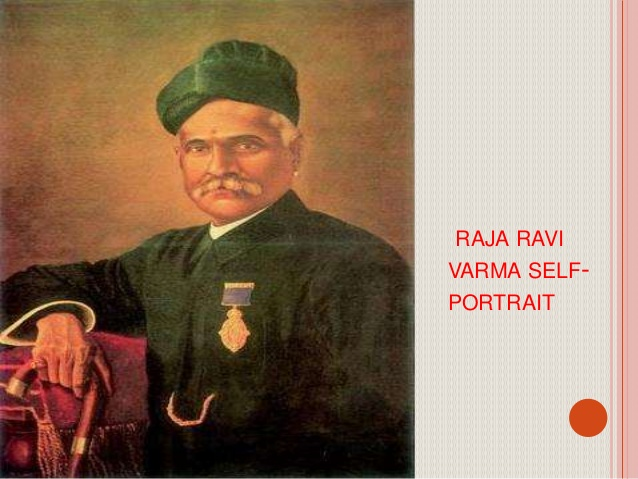 RAJA RAVI
VARMA SELF-
PORTRAIT